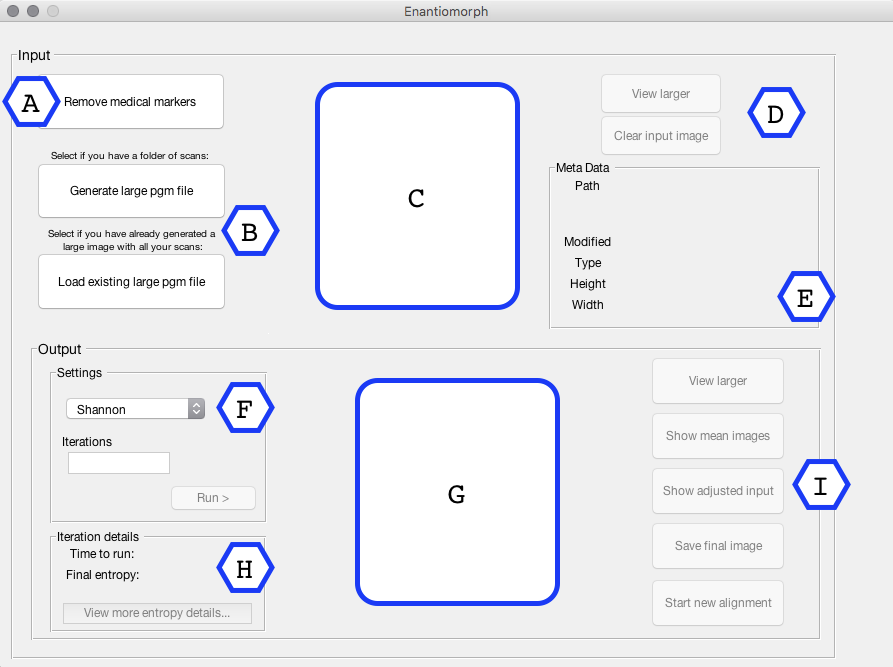 Enantiomorph
Input
A
Remove medical markers
Select if you have a folder of scans:
Generate large pgm file
B
Select if you have already generated a
large image with all your scans:
Load existing large pgm file
C
View larger
Clear input image
D
Meta Data
Path
Modified
Type
Height
Width
E
Output
Settings
Shannon
F
Iterations
Run >
Iteration details
Time to run:
Final entropy:
H
View more entropy details...
G
View larger
Show mean images
Show adjusted input
I
Save final image
Start new alignment